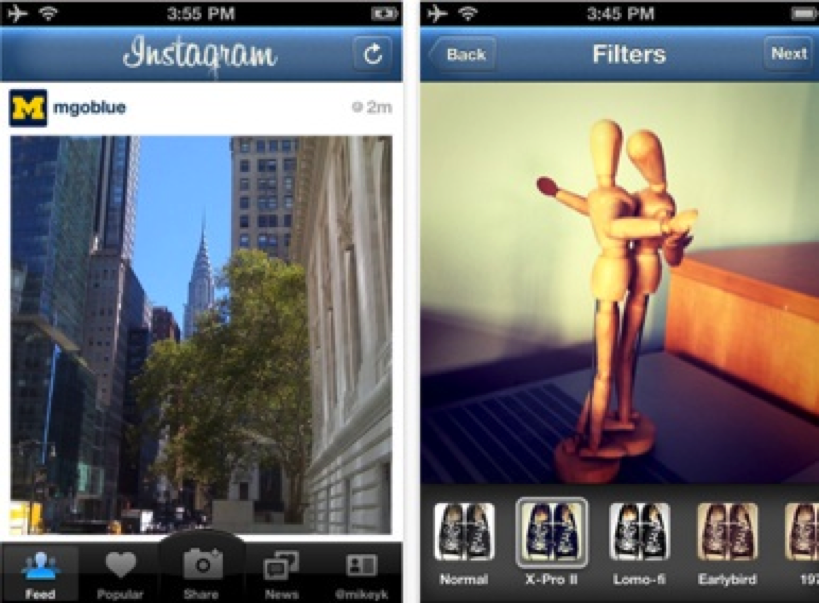 3:55 PM
Instagram
M mgoblue 2m
Feed Popular Share News @mikeyk
3:45 PM
Back Filters Next
Normal X-Pro II Lomo-fi Earlybird 197